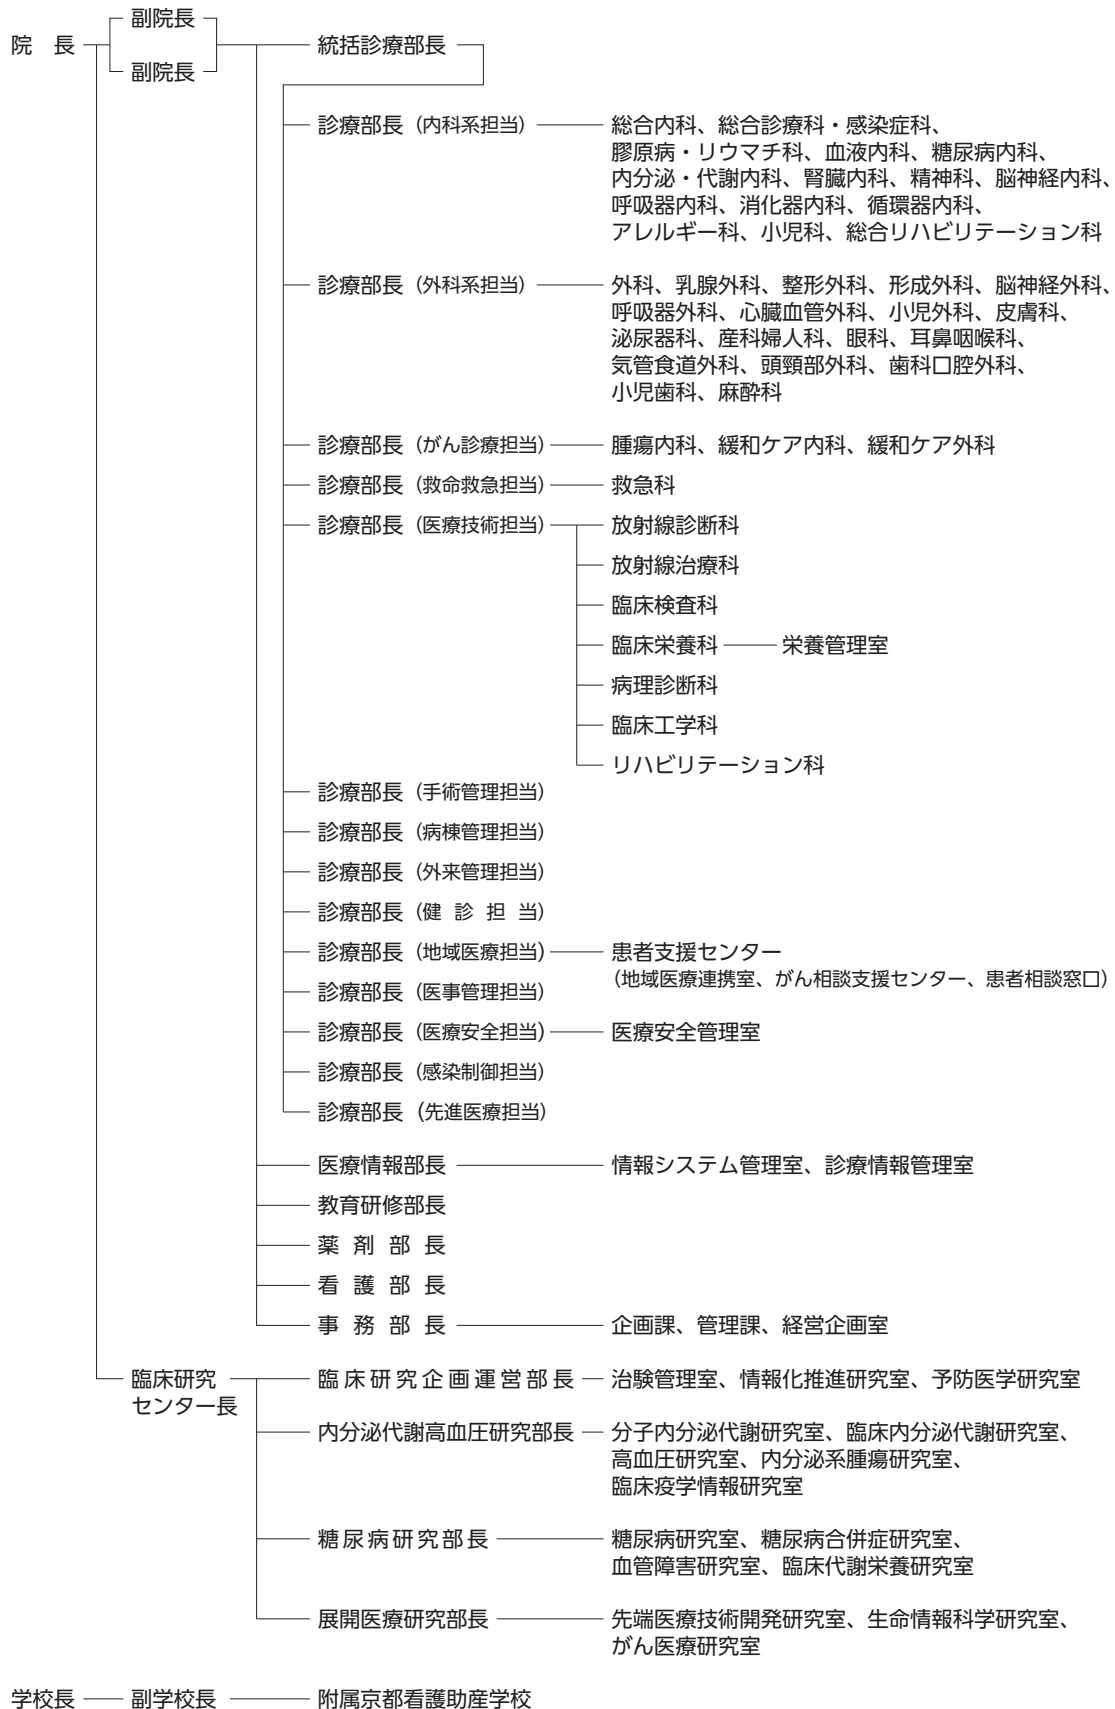 副院長
院　長
統括診療部長
副院長
診療部長（内科系担当）
総合内科、総合診療科・感染症科、
膠原病・リウマチ科、血液内科、糖尿病内科、
内分泌・代謝内科、腎臓内科、精神科、脳神経内科、
呼吸器内科、消化器内科、循環器内科、
アレルギー科、小児科、総合リハビリテーション科
診療部長（外科系担当）
外科、乳腺外科、整形外科、形成外科、脳神経外科、
呼吸器外科、心臓血管外科、小児外科、皮膚科、
泌尿器科、産科婦人科、眼科、耳鼻咽喉科、
気管食道外科、頭頸部外科、歯科口腔外科、
小児歯科、麻酔科
診療部長（がん診療担当）
腫瘍内科、緩和ケア内科、緩和ケア外科
診療部長（救命救急担当）
救急科
診療部長（医療技術担当）
放射線診断科
放射線治療科
臨床検査科
臨床栄養科
栄養管理室
病理診断科
臨床工学科
リハビリテーション科
診療部長（手術管理担当）
診療部長（病棟管理担当）
診療部長（外来管理担当）
診療部長（健 診 担 当）
診療部長（地域医療担当）
患者支援センター
（地域医療連携室、がん相談支援センター、患者相談窓口）
診療部長（医事管理担当）
診療部長（医療安全担当）
医療安全管理室
診療部長（感染制御担当）
診療部長（先進医療担当）
医療情報部長
情報システム管理室、診療情報管理室
教育研修部長
薬 剤 部 長
看 護 部 長
事 務 部 長
企画課、管理課、経営企画室
臨床研究
センター長
臨床研究企画運営部長
治験管理室、情報化推進研究室、予防医学研究室
内分泌代謝高血圧研究部長
分子内分泌代謝研究室、臨床内分泌代謝研究室、
高血圧研究室、内分泌系腫瘍研究室、
臨床疫学情報研究室
糖尿病研究部長
糖尿病研究室、糖尿病合併症研究室、
血管障害研究室、臨床代謝栄養研究室
展開医療研究部長
先端医療技術開発研究室、生命情報科学研究室、
がん医療研究室
学校長
副学校長
附属京都看護助産学校